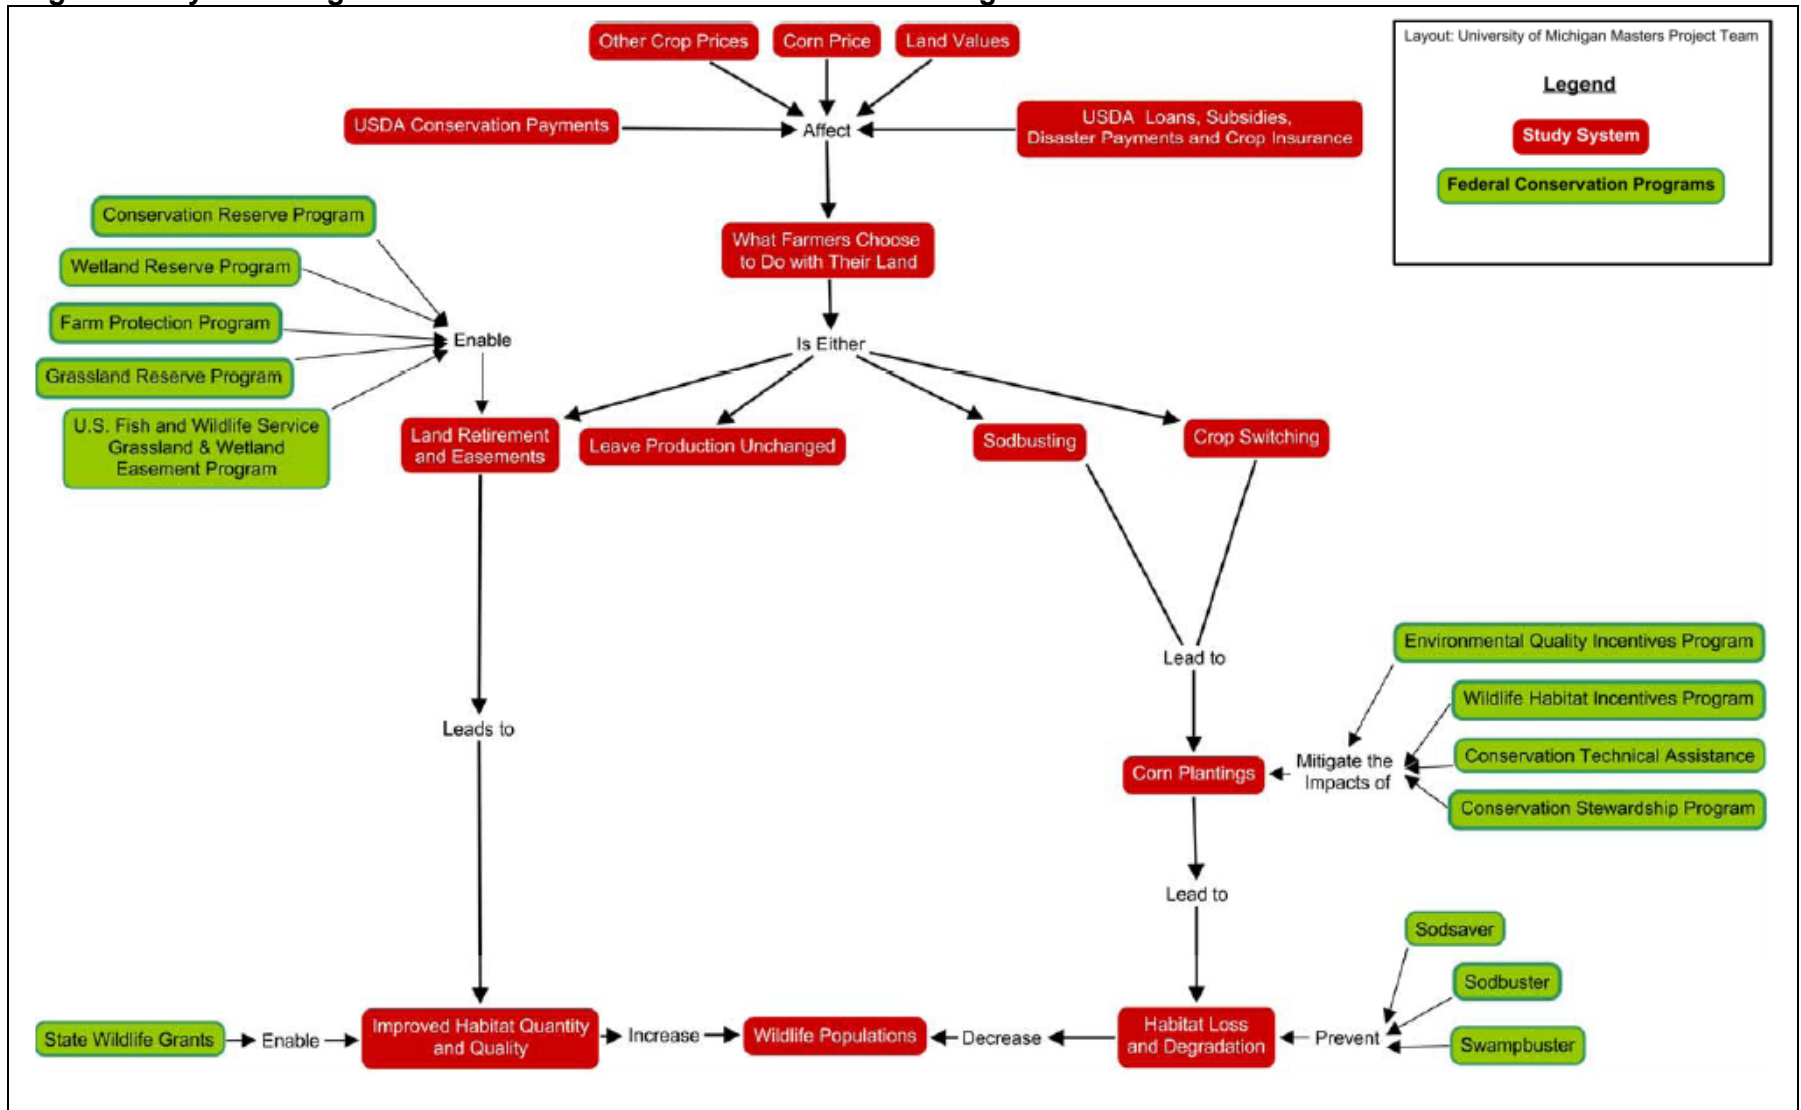 Other Crop Prices
Corn Price
Land Values
Layout: University of Michigan Masters Project Team
Legend
Study System
Federal Conservation Programs
USDA Conservation Payments
Affect
USDA Loans, Subsidies,
Disaster Payments and Crop Insurance
Conservation Reserve Program
Wetland Reserve Program
Farm Protection Program
Grassland Reserve Program
U.S. Fish and Wildlife Service
Grassland & Wetland
Easement Program
Enable
What Farmers Choose
to Do with Their Land
Is Either
Land Retirement
and Easements
Leave Production Unchanged
Sodbusting
Crop Switching
Leads to
Lead to
Environmental Quality Incentives Program
Wildlife Habitat Incentives Program
Conservation Technical Assistance
Conservation Stewardship Program
Mitigate the
Impacts of
Corn Plantings
Lead to
Sodsaver
Sodbuster
Swampbuster
State Wildlife Grants
Enable
Improved Habitat Quantity
and Quality
Increase
Wildlife Populations
Decrease
Habitat Loss
and Degradation
Prevent